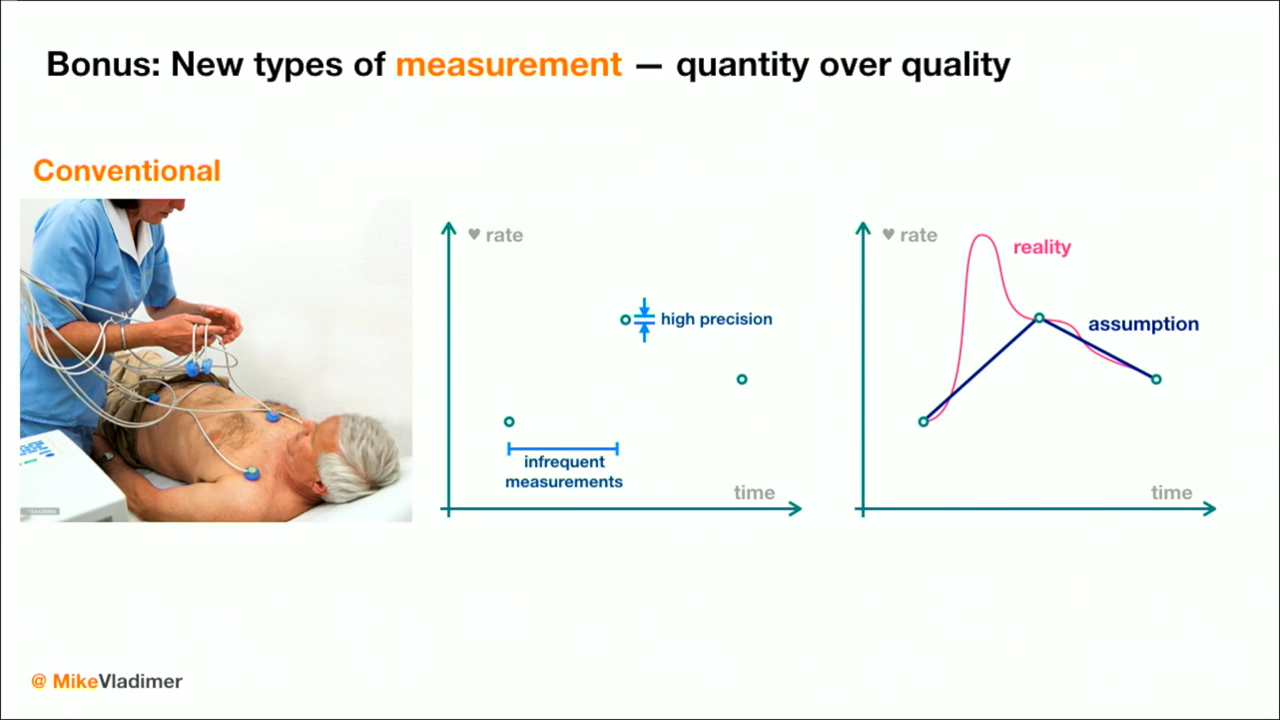 Bonus: New types of measurement — quantity over quality
Conventional
♥ rate
high precision
infrequent
measurements
time
♥ rate
reality
assumption
time
@ MikeVladimer